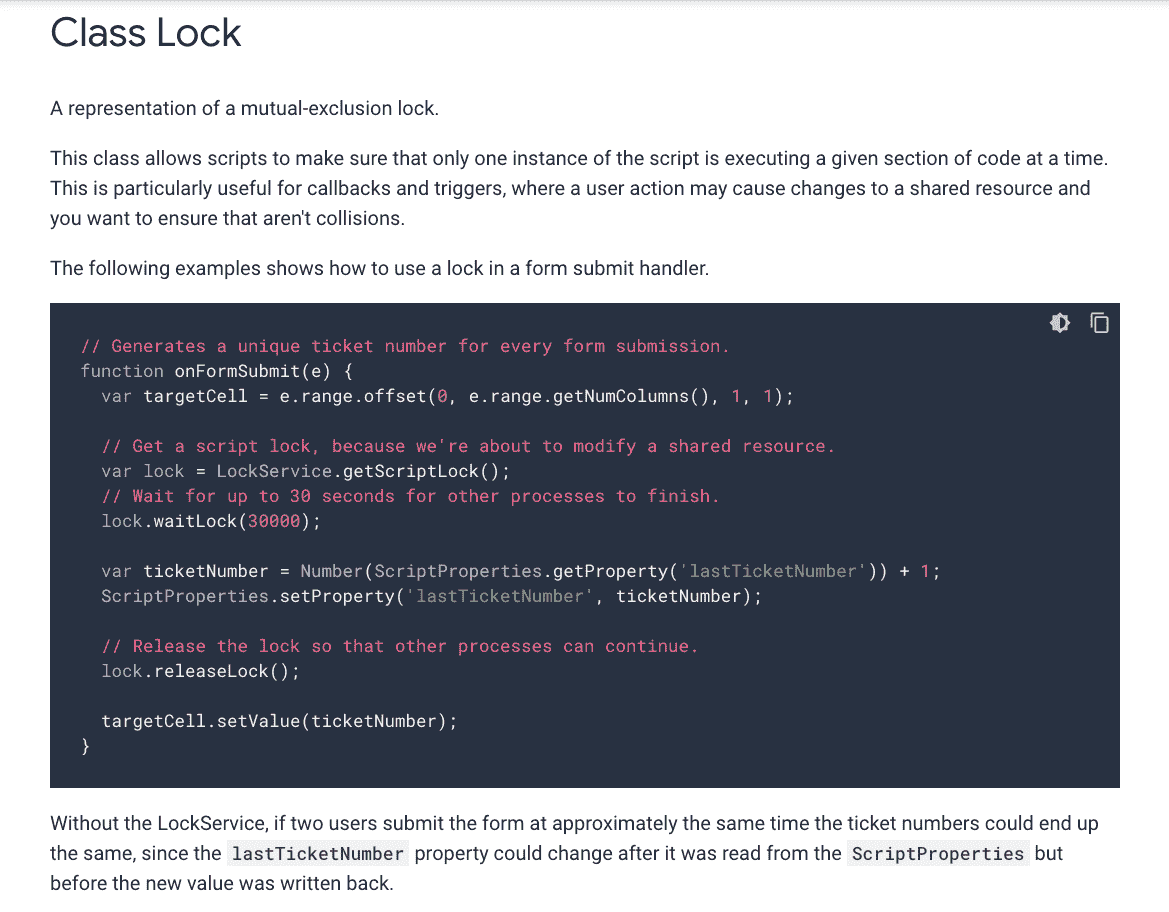 Class Lock
A representation of a mutual-exclusion lock.
This class allows scripts to make sure that only one instance of the script is executing a given section of code at a time.
This is particularly useful for callbacks and triggers, where a user action may cause changes to a shared resource and
you want to ensure that aren't collisions.
The following examples shows how to use a lock in a form submit handler.
// Generates a unique ticket number for every form submission.
function onFormSubmit(e) {
  var targetCell = e.range.offset(0, e.range.getNumColumns(), 1, 1);
  // Get a script lock, because we're about to modify a shared resource.
  var lock = LockService.getScriptLock();
  // Wait for up to 30 seconds for other processes to finish.
  lock.waitLock(30000);
  var ticketNumber = Number(ScriptProperties.getProperty('lastTicketNumber')) + 1;
  ScriptProperties.setProperty('lastTicketNumber', ticketNumber);
  // Release the lock so that other processes can continue.
  lock.releaseLock();
  targetCell.setValue(ticketNumber);
}
Without the LockService, if two users submit the form at approximately the same time the ticket numbers could end up
the same, since the lastTicketNumber property could change after it was read from the ScriptProperties but
before the new value was written back.